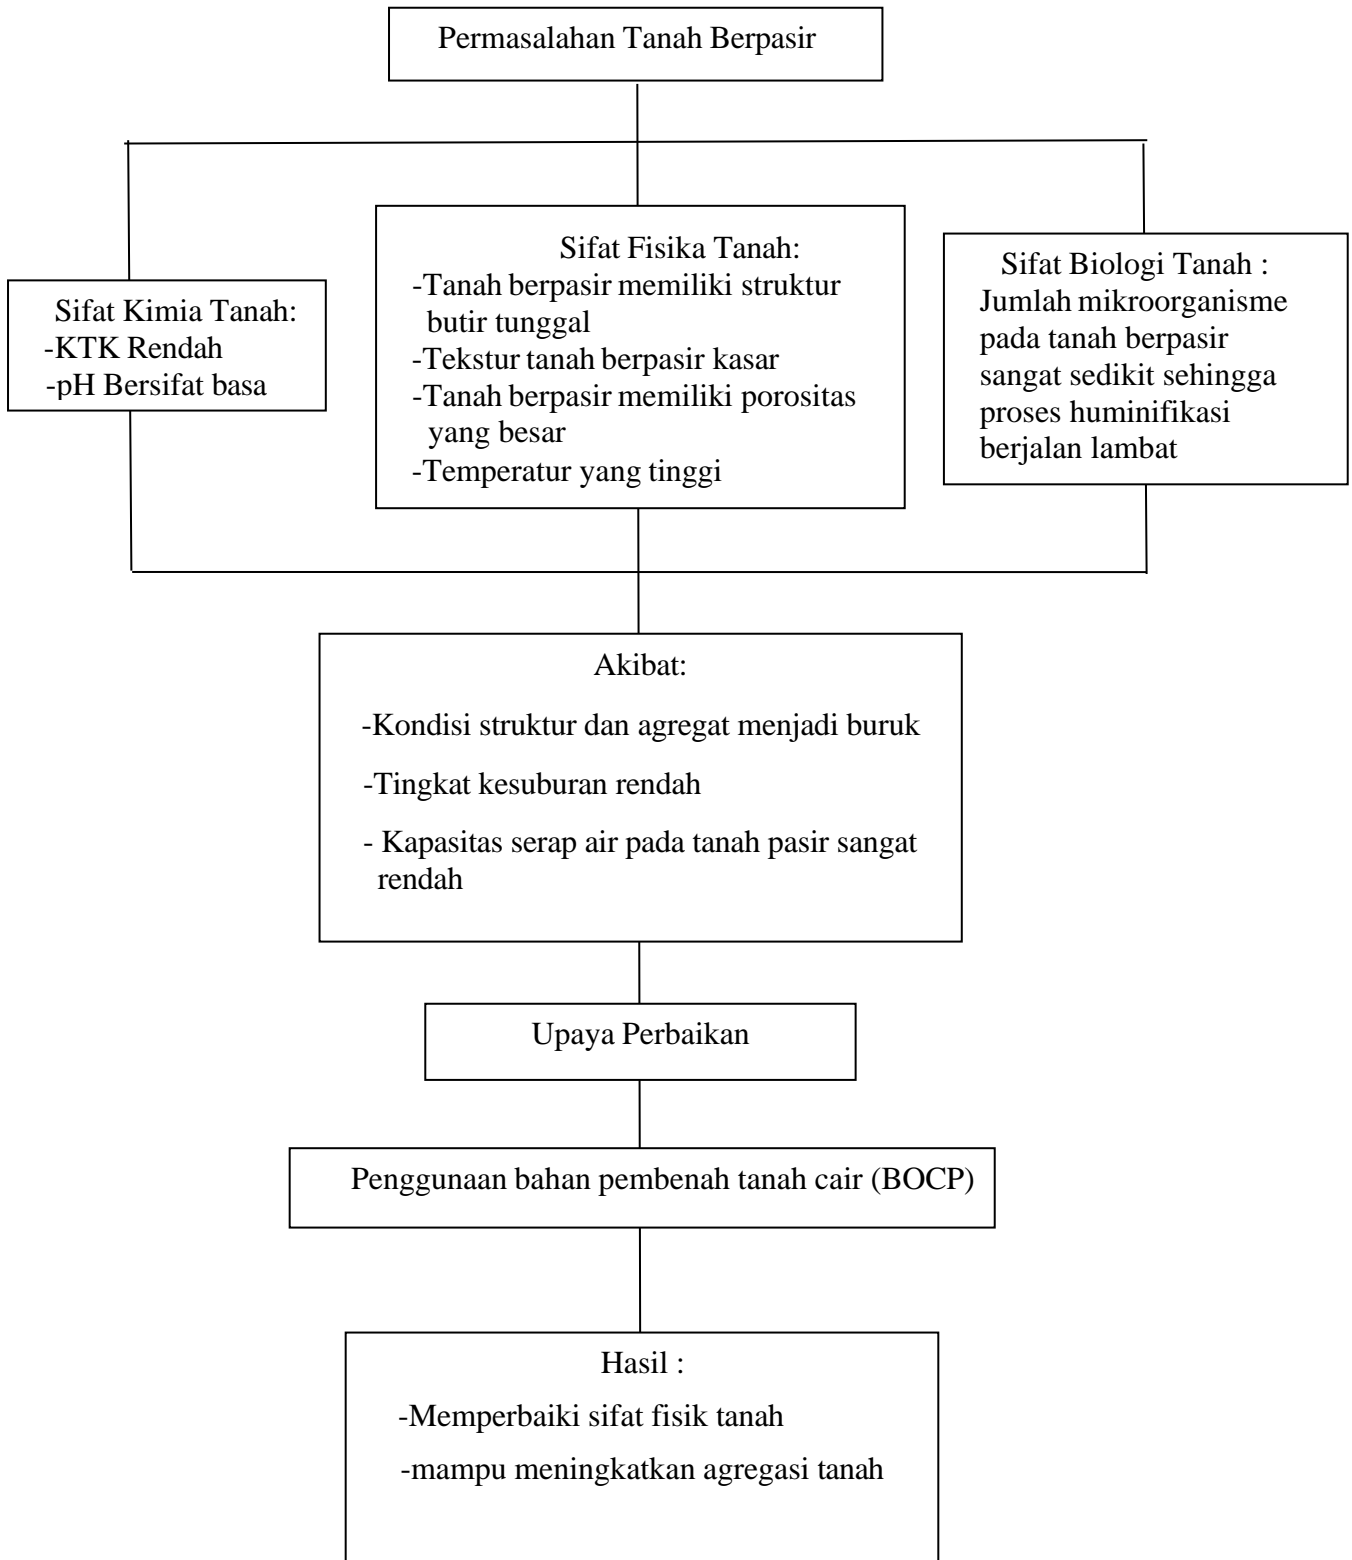 Permasalahan Tanah Berpasir
Sifat Kimia Tanah:
-KTK Rendah
-pH Bersifat basa
Sifat Fisika Tanah:
-Tanah berpasir memiliki struktur
butir tunggal
-Tekstur tanah berpasir kasar
-Tanah berpasir memiliki porositas
yang besar
-Temperatur yang tinggi
Sifat Biologi Tanah :
Jumlah mikroorganisme
pada tanah berpasir
sangat sedikit sehingga
proses huminifikasi
berjalan lambat
Akibat:
-Kondisi struktur dan agregat menjadi buruk
-Tingkat kesuburan rendah
- Kapasitas serap air pada tanah pasir sangat
rendah
Upaya Perbaikan
Penggunaan bahan pembenah tanah cair (BOCP)
Hasil :
-Memperbaiki sifat fisik tanah
-mampu meningkatkan agregasi tanah